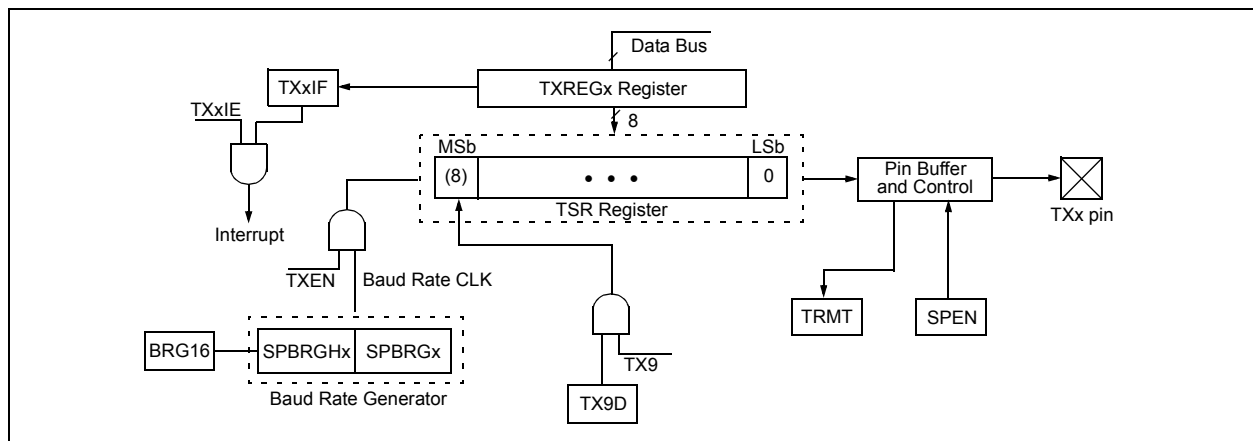 Data Bus
TXxIF
TXREGx Register
TXxIE
8
MSb
LSb
(8)
• • •
0
Pin Buffer
and Control
TSR Register
TXx pin
Interrupt
TXEN
Baud Rate CLK
TRMT
SPEN
BRG16
SPBRGHx
SPBRGx
TX9
Baud Rate Generator
TX9D